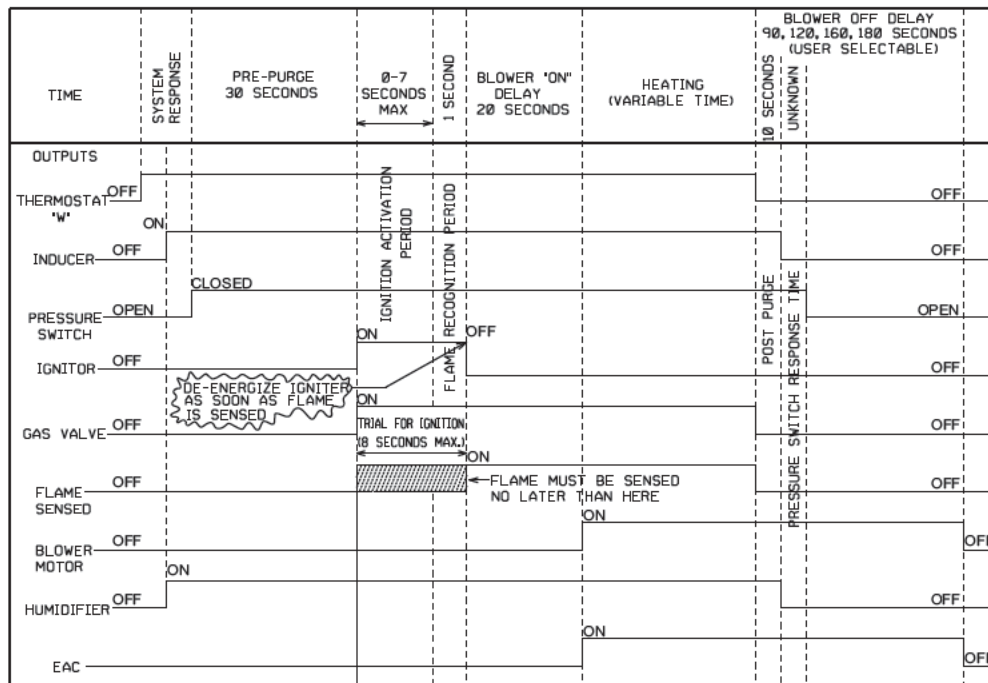 TIME
SYSTEM
RESPONSE
PRE-PURGE
30 SECONDS
0-7
SECONDS
MAX
1 SECOND
BLOWER "ON"
DELAY
20 SECONDS
HEATING
(VARIABLE TIME)
10 SECONDS
UNKNOWN
BLOWER OFF DELAY
90,120,160,180 SECONDS
(USER SELECTABLE)
OUTPUTS
THERMOSTAT
"W"
OFF
OFF
INDUCER
OFF
ON
OFF
PRESSURE
SWITCH
OPEN
CLOSED
OPEN
IGNITION ACTIVATION
PERIOD
FLAME RECOGNITION PERIOD
POST PURGE
PRESSURE SWITCH RESPONSE TIME
IGNITOR
OFF
ON
OFF
OFF
DE-ENERGIZE IGNITER
AS SOON AS FLAME
IS SENSED
GAS VALVE
OFF
ON
OFF
TRIAL FOR IGNITION
(8 SECONDS MAX.)
FLAME
SENSED
OFF
ON
OFF
FLAME MUST BE SENSED
NO LATER THAN HERE
BLOWER
MOTOR
OFF
ON
OFF
HUMIDIFIER
OFF
ON
OFF
EAC
ON
OFF